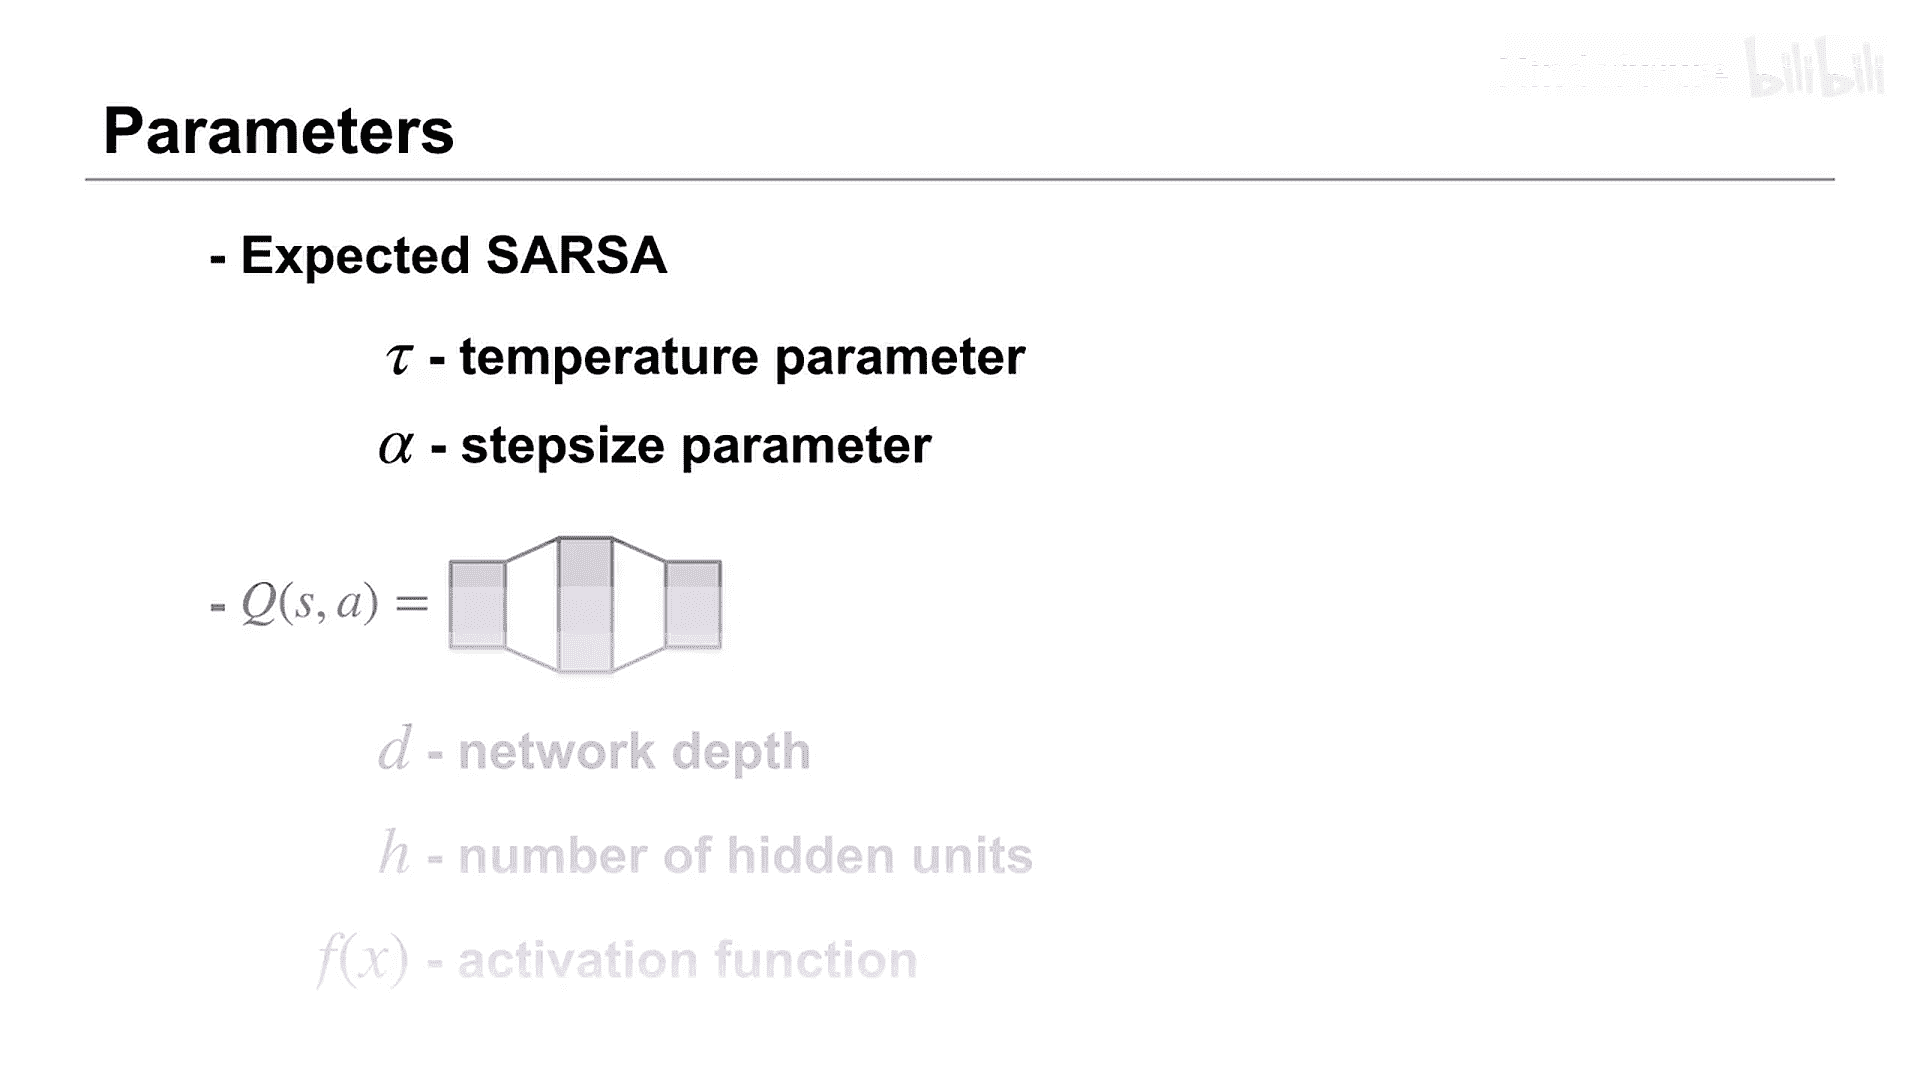 bilibili
Parameters
- Expected SARSA
τ - temperature parameter
α - stepsize parameter
- Q(s, a) =
d - network depth
h - number of hidden units
f(x) - activation function